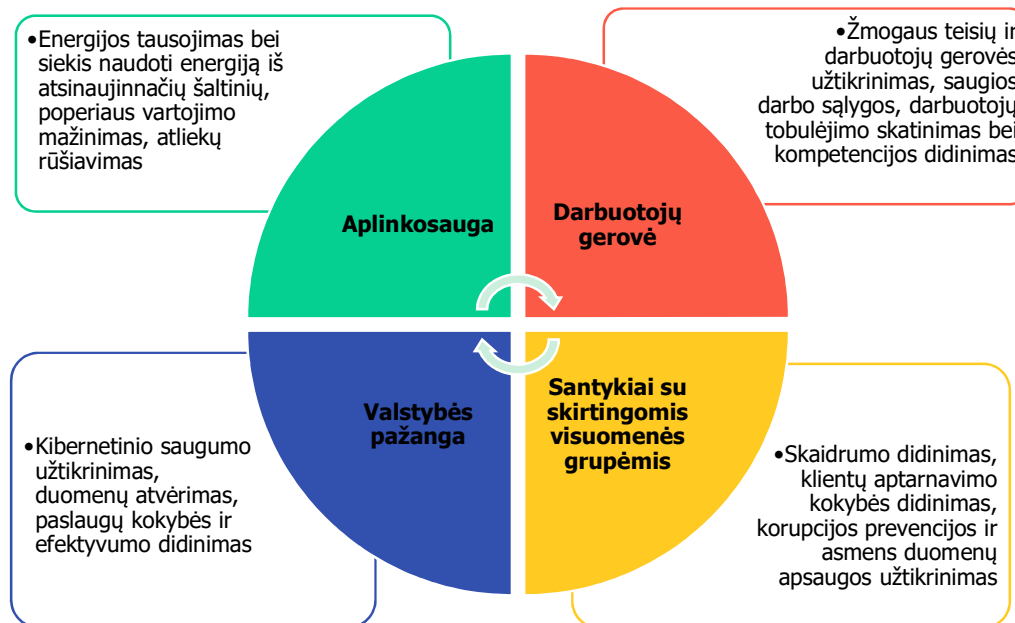 •Energijos tausojimas bei
siekis naudoti energiją iš
atsinaujinnačių šaltinių,
poperiaus vartojimo
mažinimas, atliekų
rūšiavimas
•Žmogaus teisių ir
darbuotojų gerovės
užtikrinimas, saugios
darbo sąlygos, darbuotojų
tobulėjimo skatinimas bei
kompetencijos didinimas
Aplinkosauga
Darbuotojų
gerovė
Valstybės
pažanga
Santykiai su
skirtingomis
visuomenės
grupėmis
•Kibernetinio saugumo
užtikrinimas,
duomenų atvėrimas,
paslaugų kokybės ir
efektyvumo didinimas
•Skaidrumo didinimas,
klientų aptarnavimo
kokybės didinimas,
korupcijos prevencijos ir
asmens duomenų
apsaugos užtikrinimas